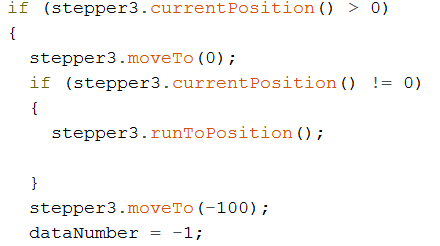 if (stepper3.currentPosition() > 0)
{
  stepper3.moveTo(0);
  if (stepper3.currentPosition() != 0)
  {
    stepper3.runToPosition();

  }
  stepper3.moveTo(-100);
  dataNumber = -1;